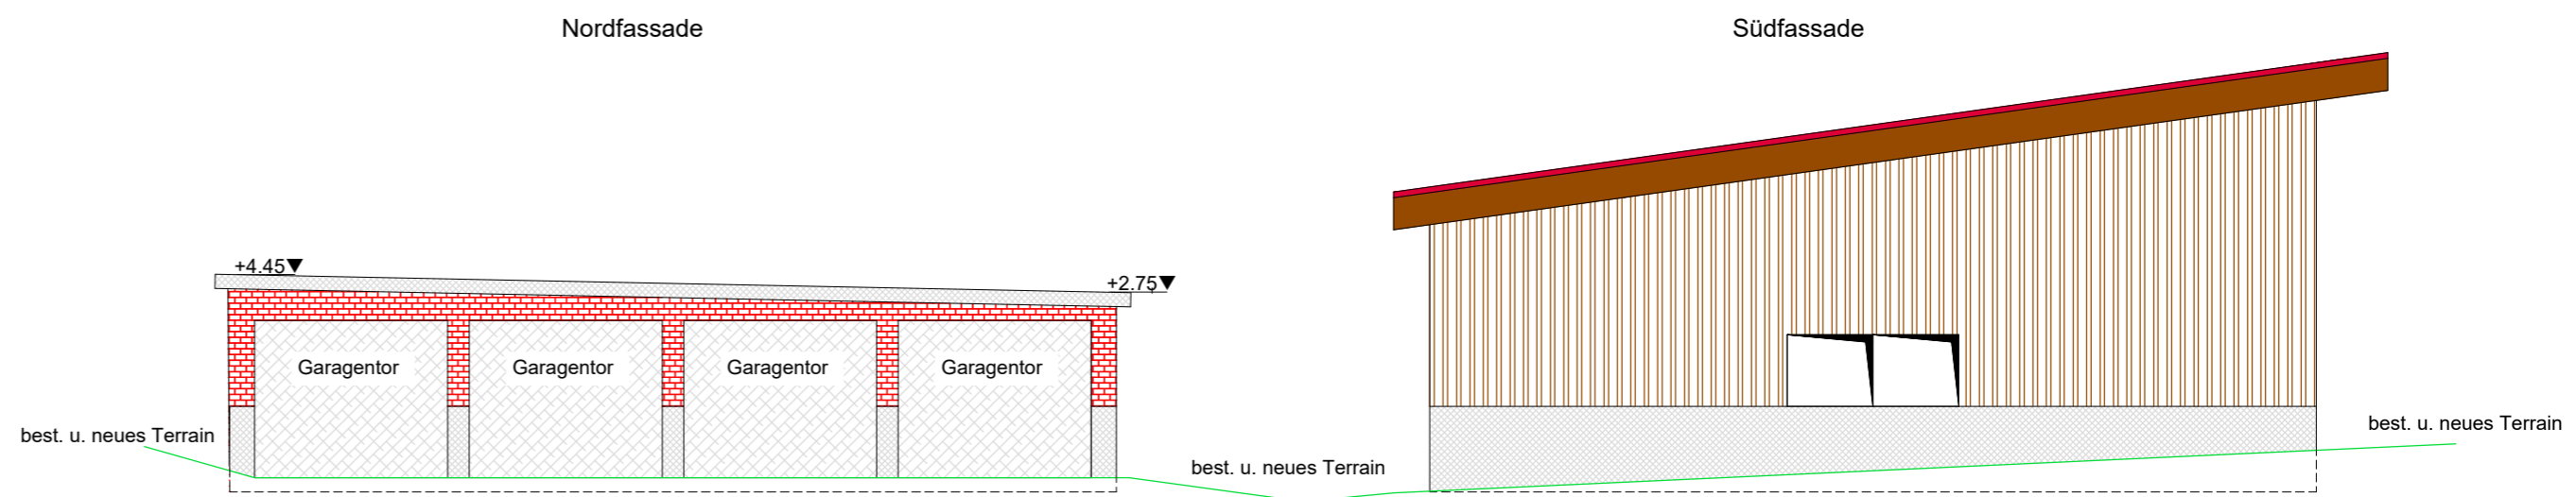 Nordfassade
Südfassade
+4.45
+2.75
Garagentor
Garagentor
Garagentor
Garagentor
best. u. neues Terrain
best. u. neues Terrain
best. u. neues Terrain